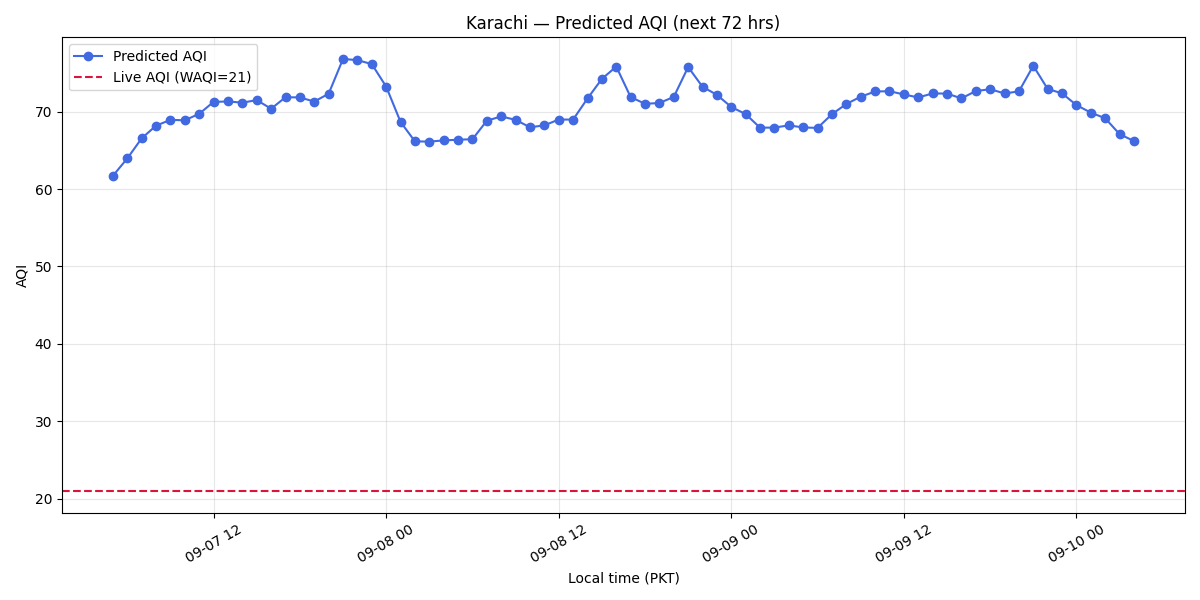 Karachi — Predicted AQI (next 72 hrs)
Predicted AQI
Live AQI (WAQI=21)
AQI
70
60
50
40
30
20
09-07 12
09-08 00
09-08 12
09-09 00
09-09 12
09-10 00
Local time (PKT)